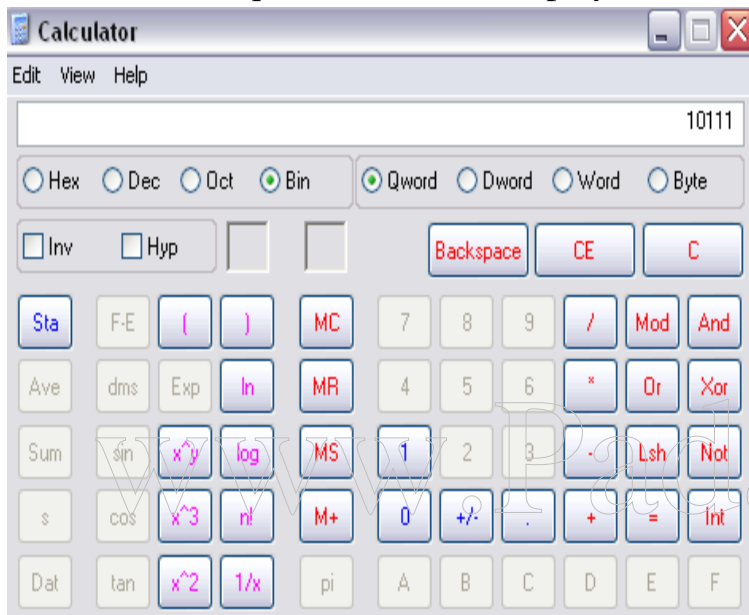 Calculator
Edit View Help
10111
Hex Dec Oct Bin Qword Dword Word Byte
Inv Hyp Backspace CE C
Sta F-E ( ) MC 7 8 9 / Mod And
Ave dms Exp ln MR 4 5 6 * Or Xor
Sum sin x^y log MS 1 2 3 - Lsh Not
s cos x^3 n! M+ 0 +/- . + = Int
Dat tan x^2 1/x pi A B C D E F
www.Pad